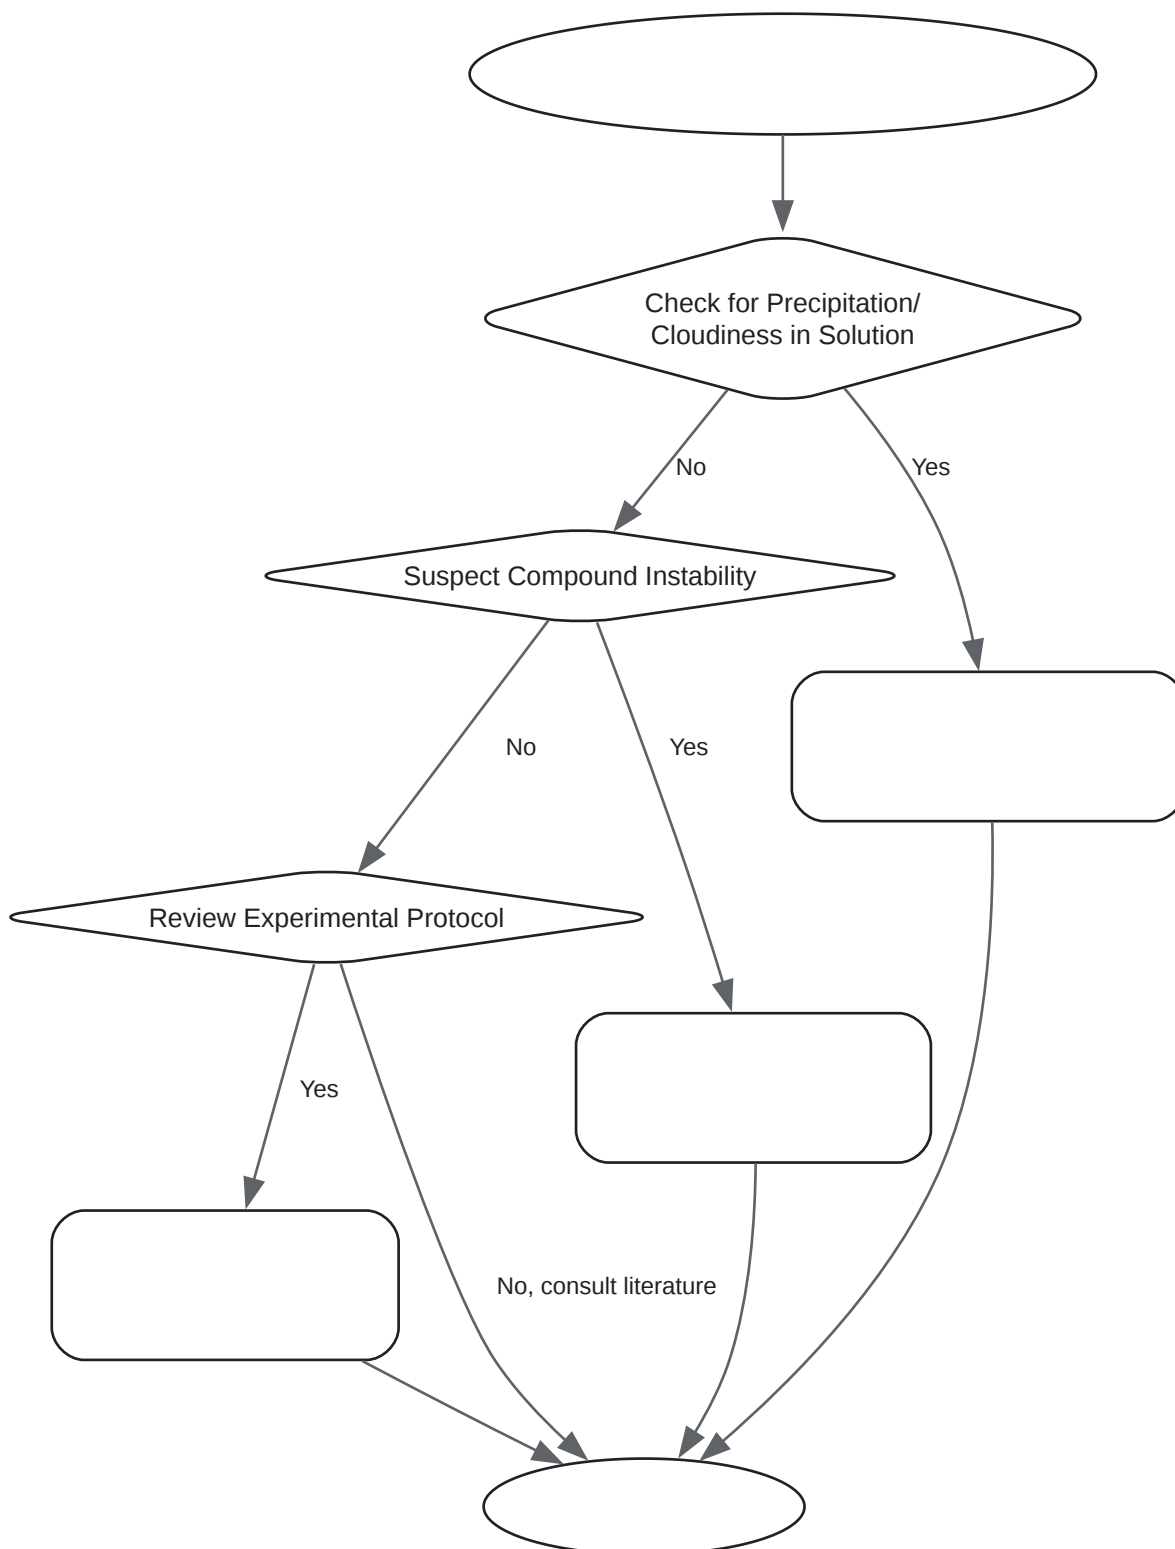 Check for Precipitation/
Cloudiness in Solution
No
Yes
Suspect Compound Instability
No
Yes
Review Experimental Protocol
Yes
No, consult literature